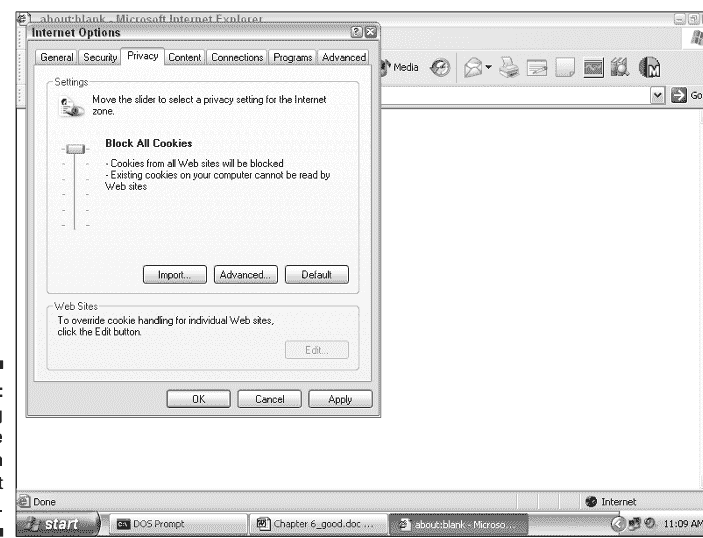 about:blank - Microsoft Internet Explorer
Internet Options
General Security Privacy Content Connections Programs Advanced
Media
Go
Settings
Move the slider to select a privacy setting for the Internet
zone.
Block All Cookies
- Cookies from all Web sites will be blocked
- Existing cookies on your computer cannot be read by
Web sites
Import... Advanced... Default
Web Sites
To override cookie handling for individual Web sites,
click the Edit button.
Edit...
OK Cancel Apply
Done
Internet
start
DOS Prompt
Chapter 6_good.doc ...
about:blank - Microso...
11:09 AM